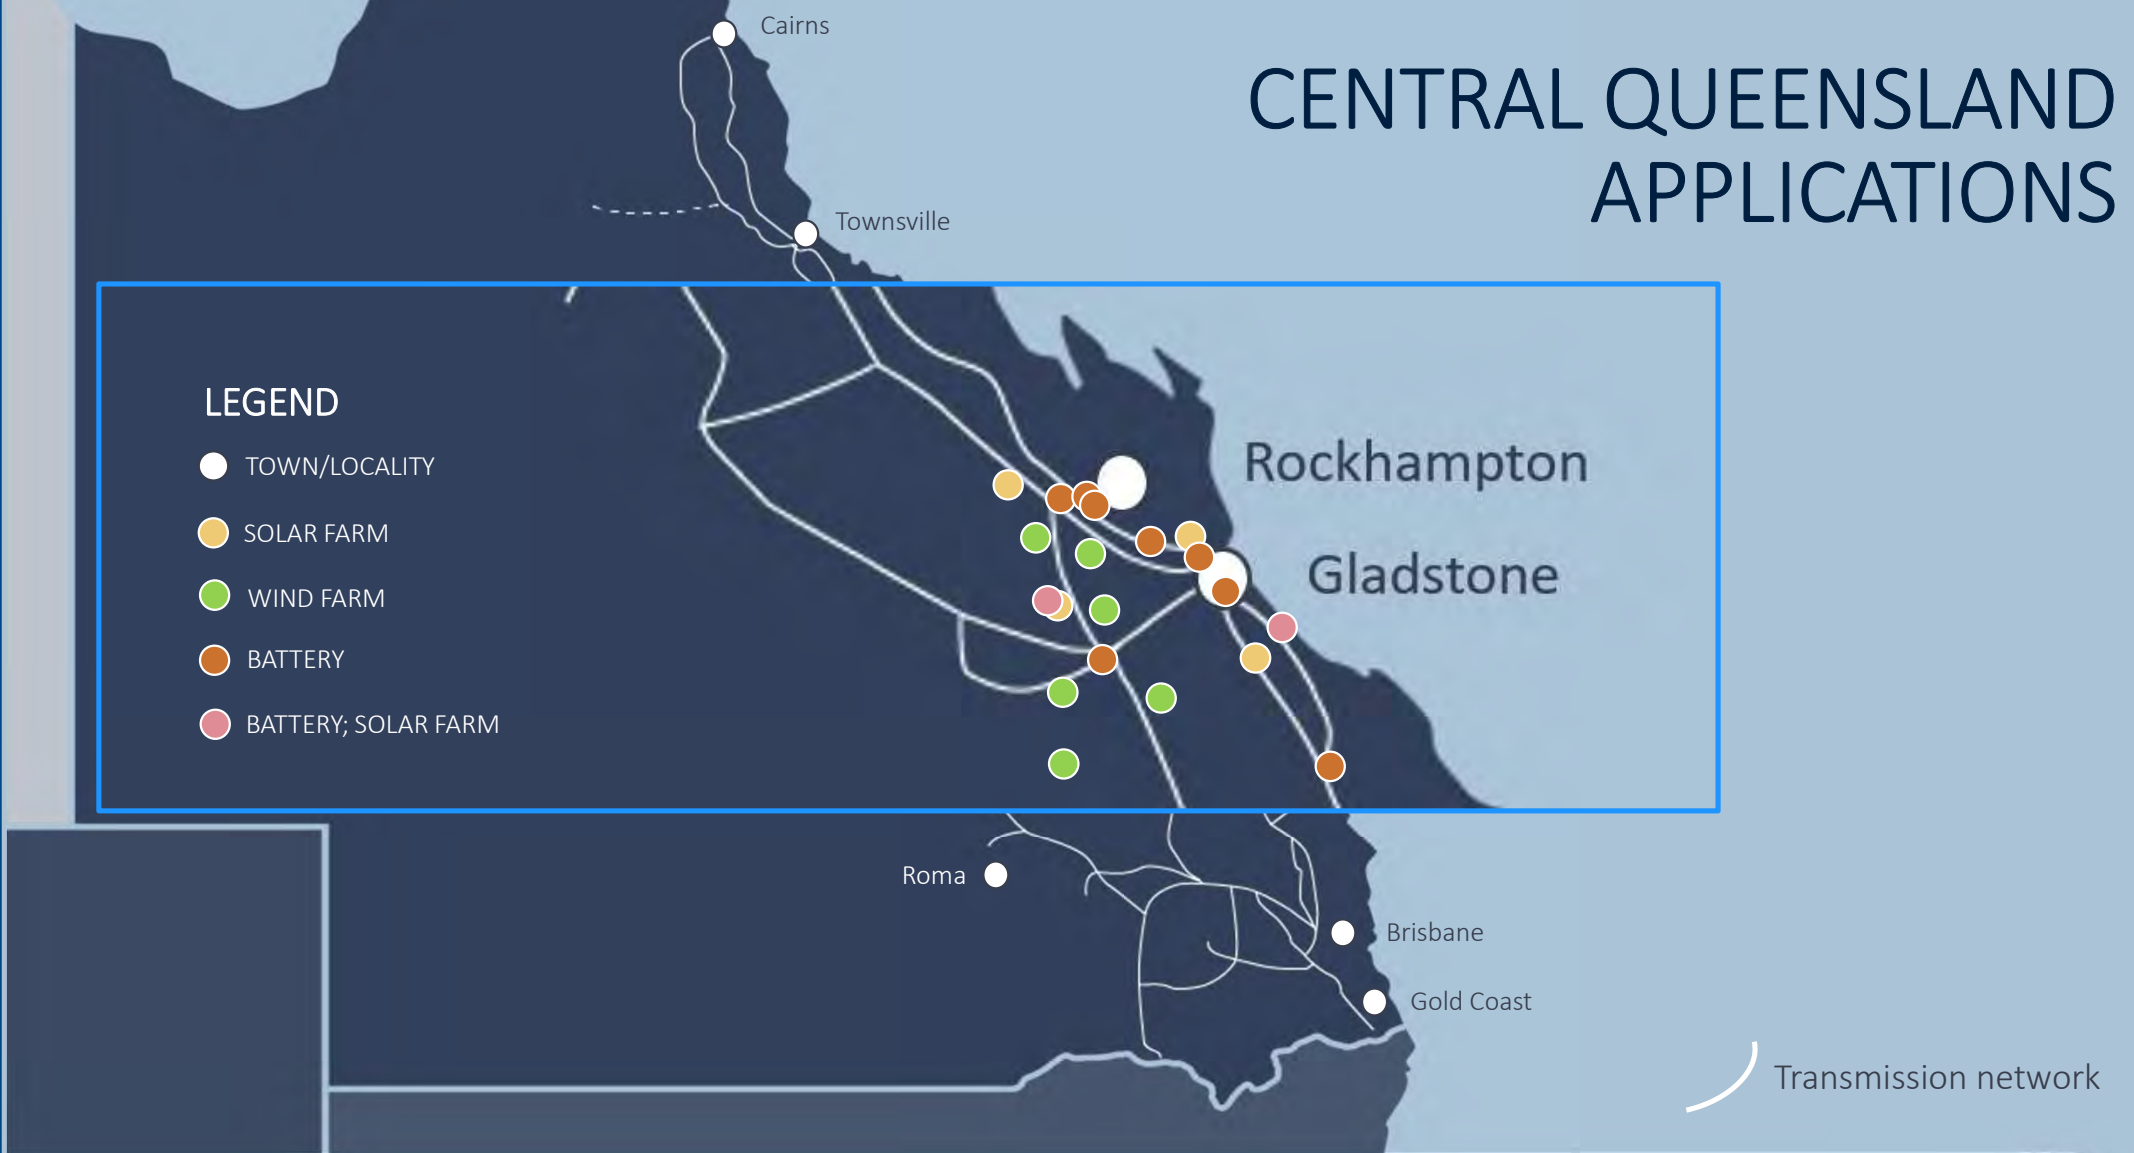 Cairns
CENTRAL QUEENSLAND
APPLICATIONS
Townsville
LEGEND
TOWN/LOCALITY
SOLAR FARM
WIND FARM
BATTERY
BATTERY; SOLAR FARM
Rockhampton
Gladstone
Roma
Brisbane
Gold Coast
Transmission network